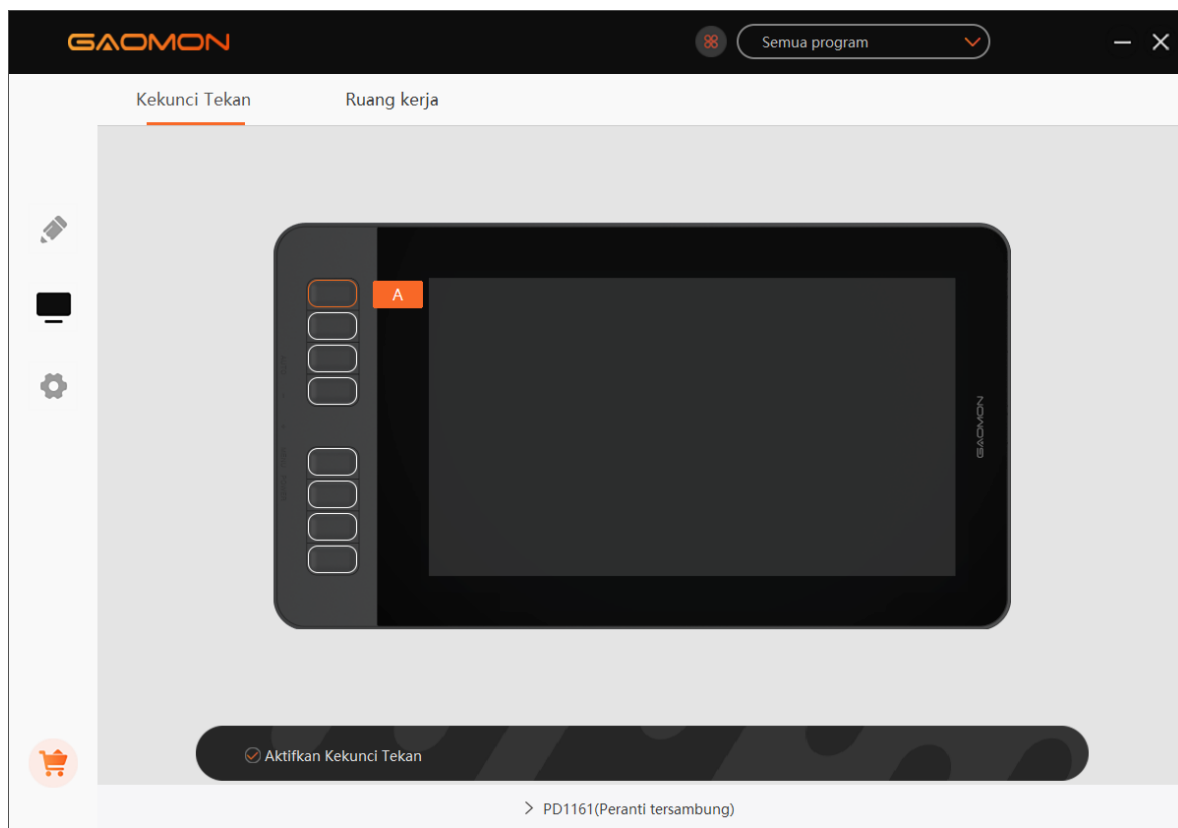 GAOMON
Semua program
Kekunci Tekan
Ruang kerja
A
GAOMON
Aktifkan Kekunci Tekan
PD1161(Peranti tersambung)